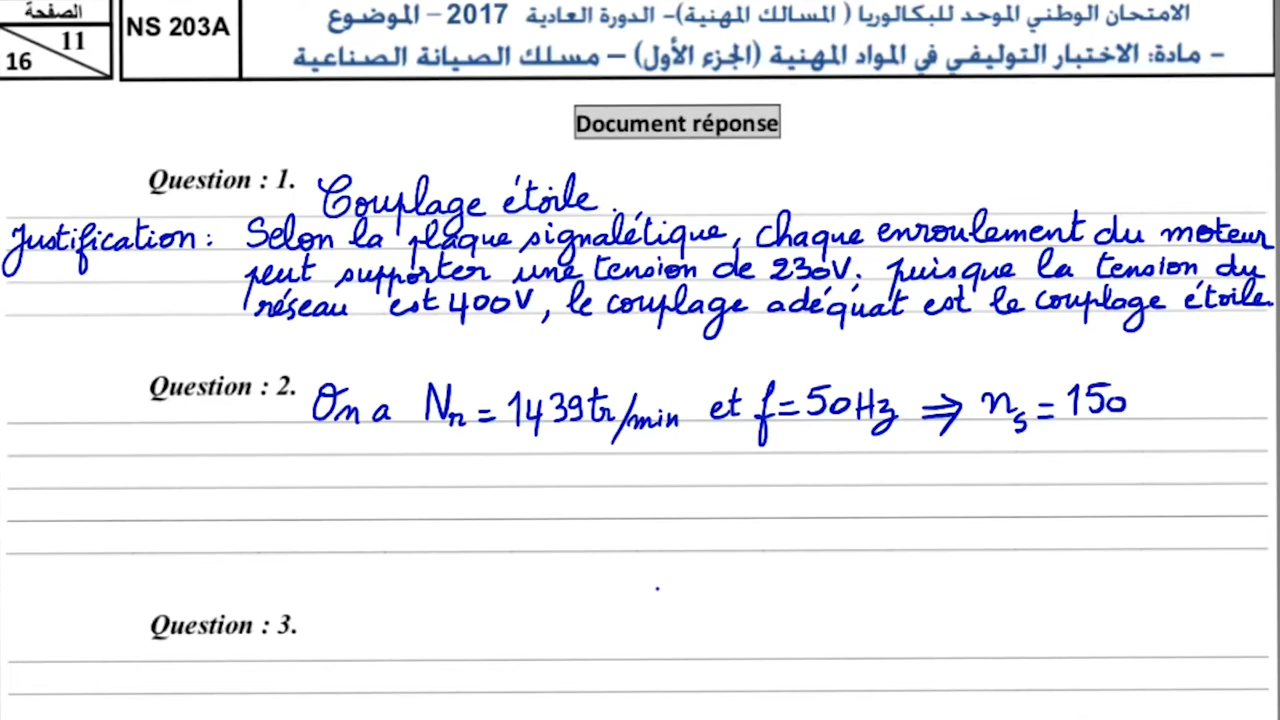 الصفحة
11
16
NS 203A
الامتحان الوطني الموحد للبكالوريا ( المسالك المهنية)- الدورة العادية 2017 – الموضوع
- مادة: الاختبار التوليفي في المواد المهنية (الجزء الأول) – مسلك الصيانة الصناعية
Document réponse
Question : 1. Couplage étoile.
Justification : Selon la plaque signalétique, chaque enroulement du moteur
peut supporter une tension de 230V. puisque la tension du
réseau est 400V, le couplage adéquat est le couplage étoile.
Question : 2. On a Nn = 1439tr/min et f = 50Hz ⇒ ns = 150
Question : 3.